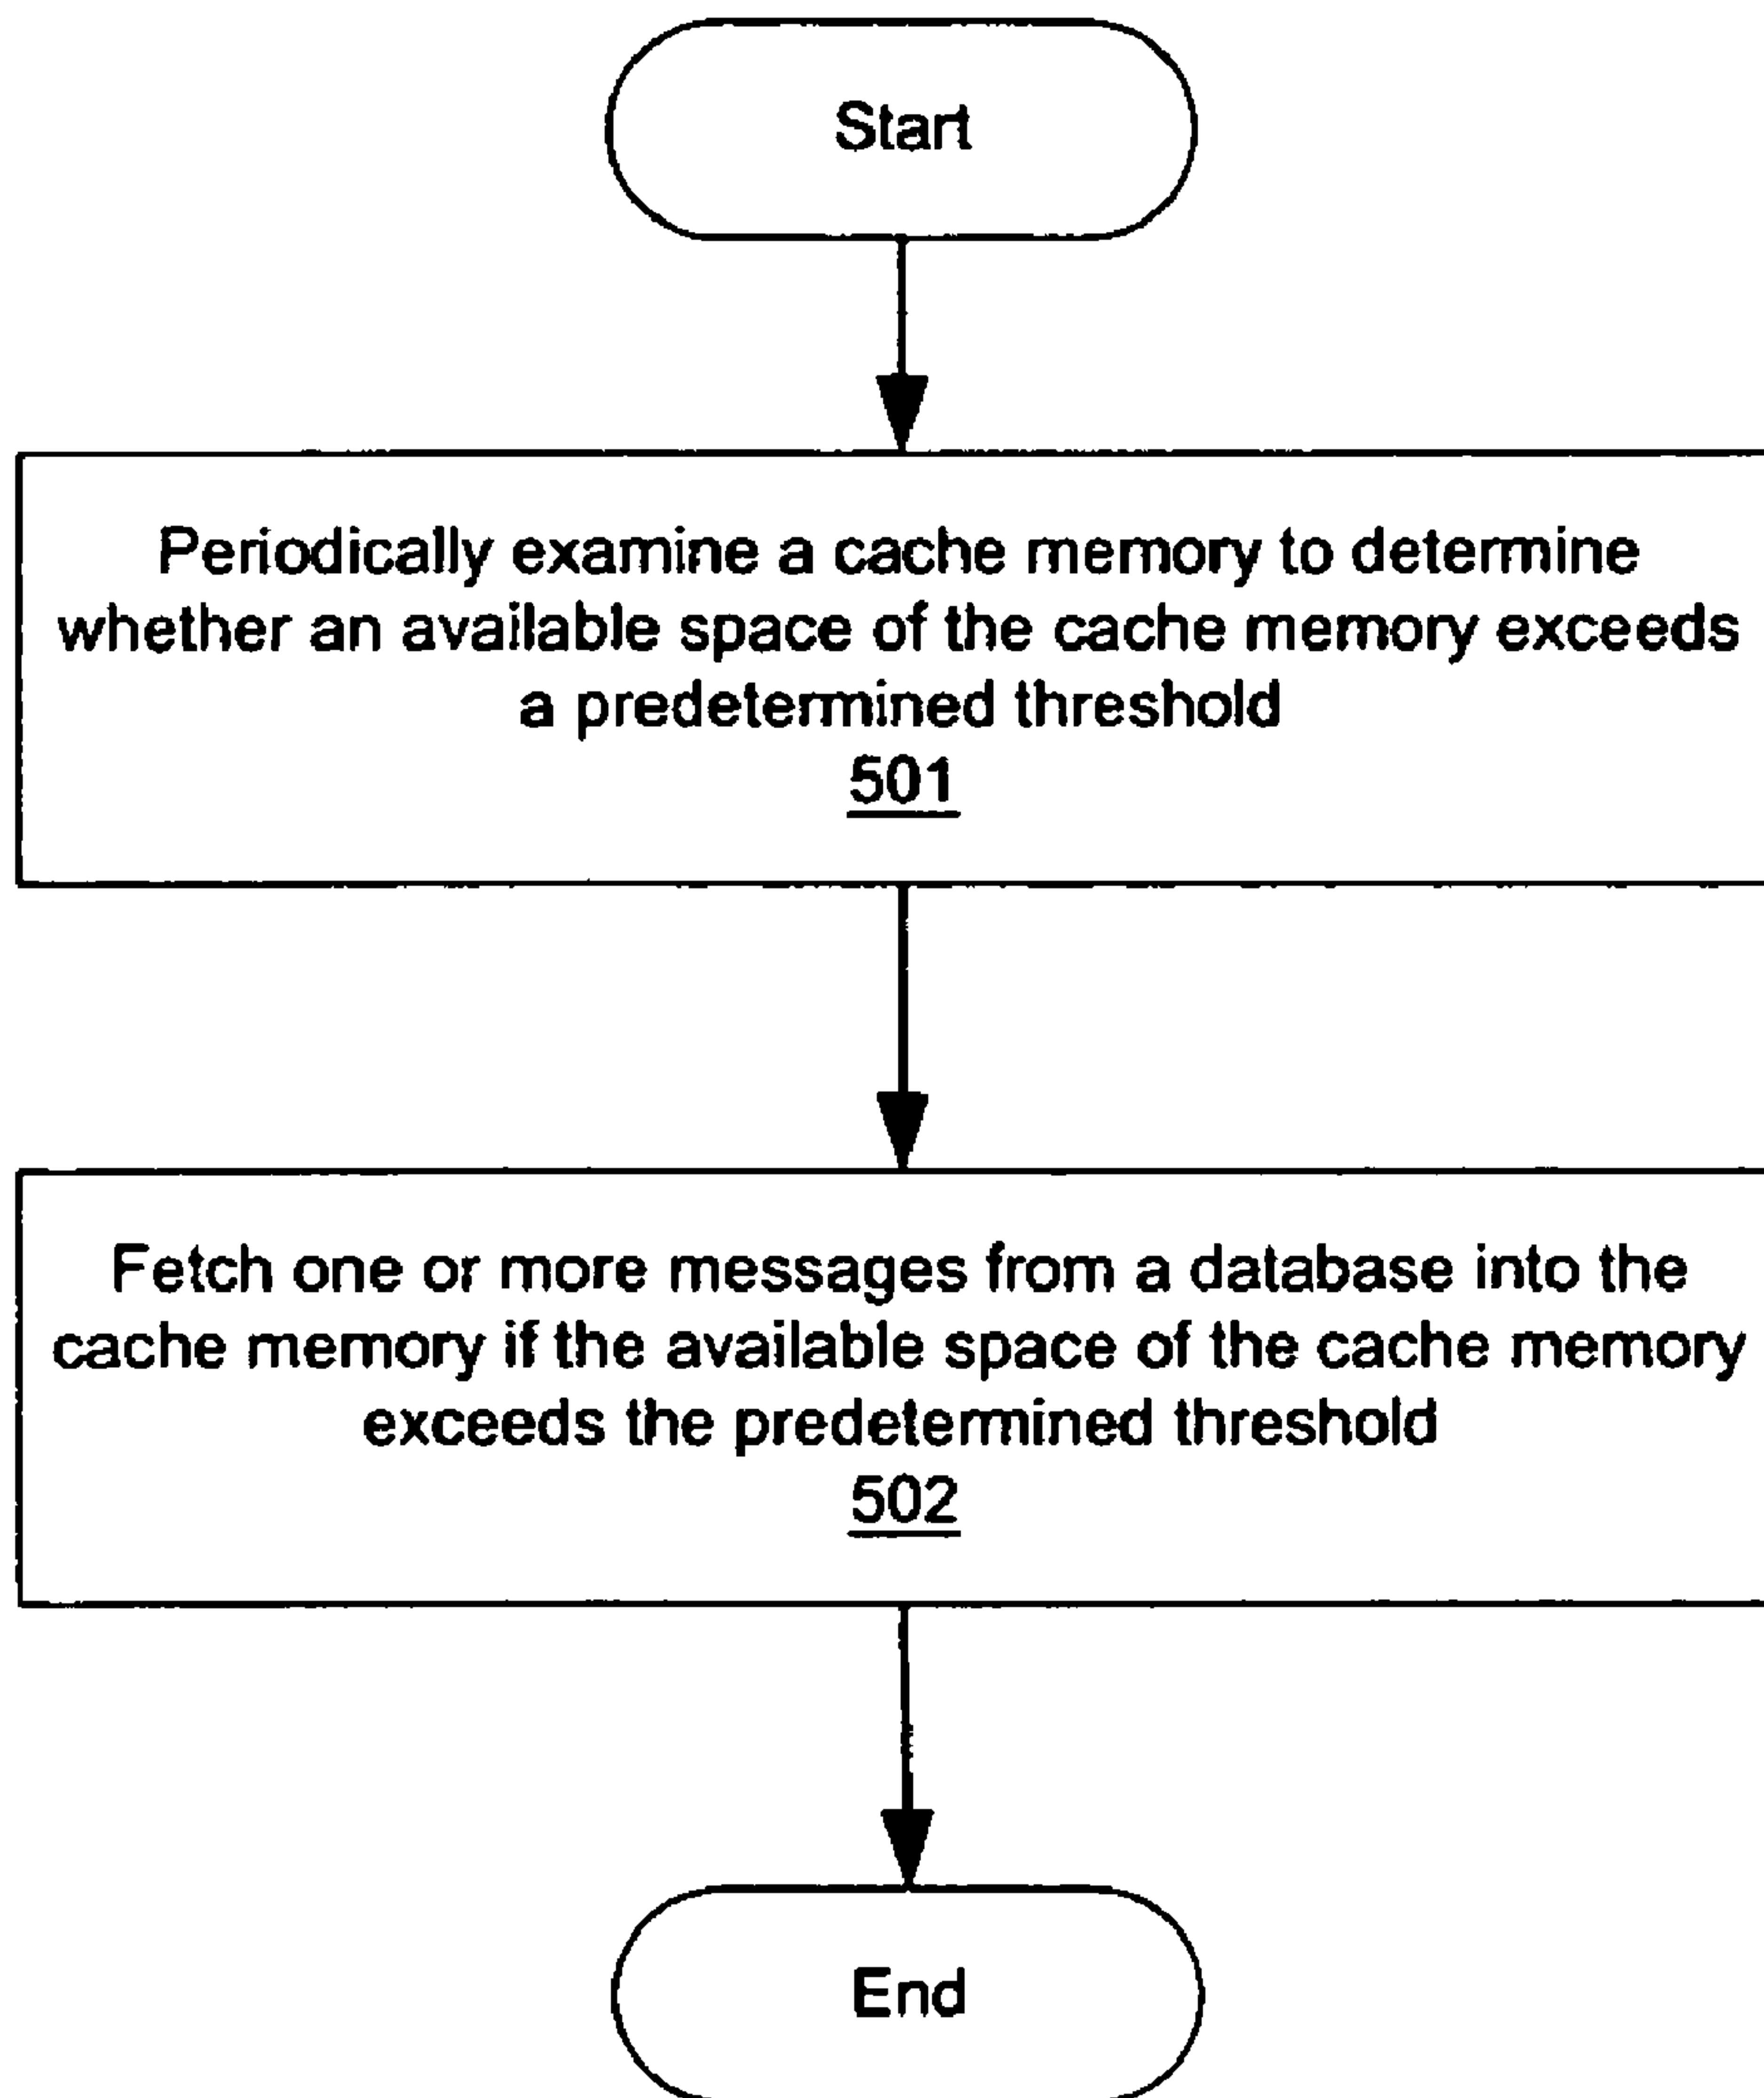 Start
Periodically examine a cache memory to determine
whether an available space of the cache memory exceeds
a predetermined threshold
501
Fetch one or more messages from a database into the
cache memory if the available space of the cache memory
exceeds the predetermined threshold
502
End